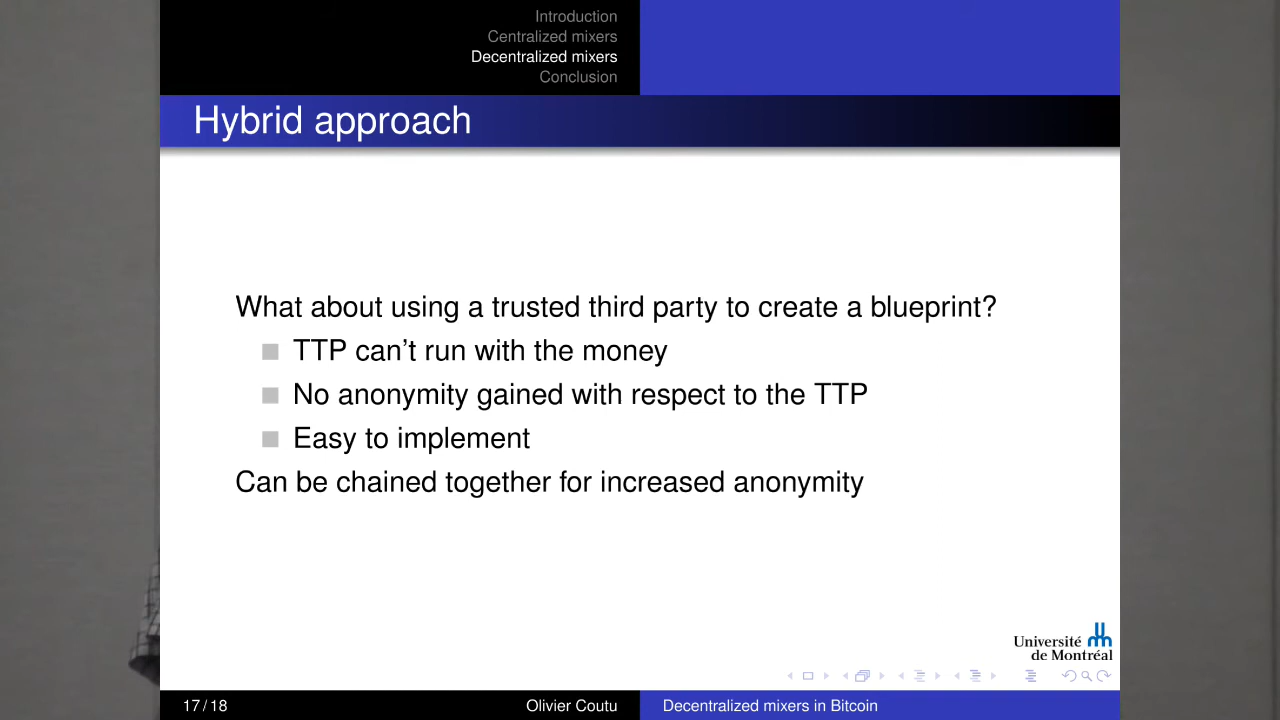 Introduction
Centralized mixers
Decentralized mixers
Conclusion
Hybrid approach
What about using a trusted third party to create a blueprint?
TTP can't run with the money
No anonymity gained with respect to the TTP
Easy to implement
Can be chained together for increased anonymity
Université
de Montréal
17/18
Olivier Coutu
Decentralized mixers in Bitcoin